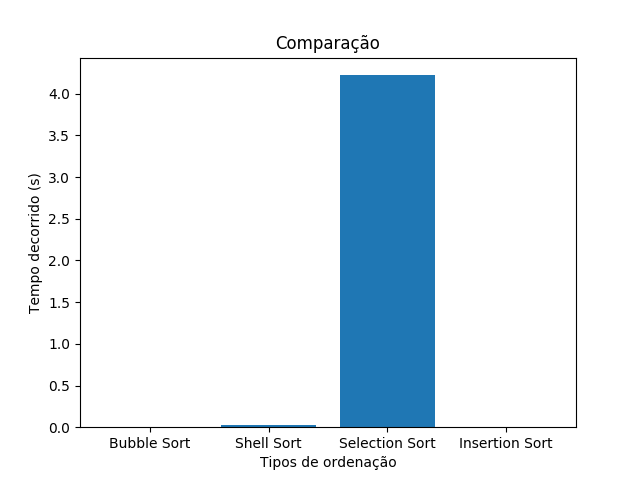 Comparação
Tempo decorrido (s)
4.0
3.5
3.0
2.5
2.0
1.5
1.0
0.5
0.0
Bubble Sort Shell Sort Selection Sort Insertion Sort
Tipos de ordenação